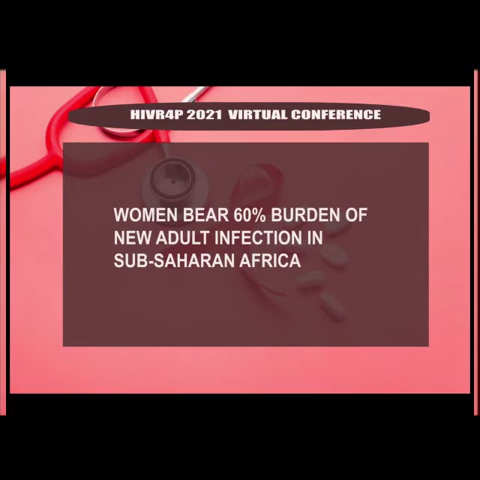 HIVR4P 2021 VIRTUAL CONFERENCE
WOMEN BEAR 60% BURDEN OF
NEW ADULT INFECTION IN
SUB-SAHARAN AFRICA